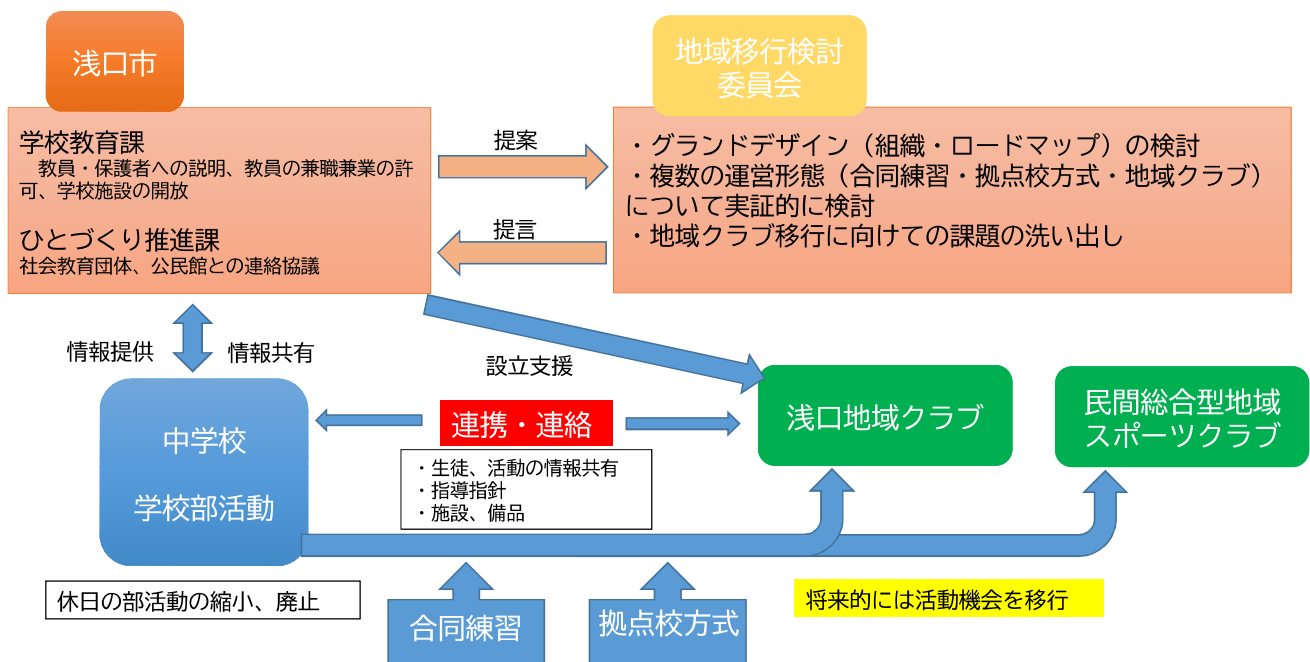 浅口市
学校教育課
教員・保護者への説明、教員の兼職兼業の許
可、学校施設の開放
ひとづくり推進課
社会教育団体、公民館との連絡協議
提案
提言
地域移行検討
委員会
・グランドデザイン（組織・ロードマップ）の検討
・複数の運営形態（合同練習・拠点校方式・地域クラブ）
について実証的に検討
・地域クラブ移行に向けての課題の洗い出し
情報提供
情報共有
設立支援
中学校
学校部活動
連携・連絡
・生徒、活動の情報共有
・指導指針
・施設、備品
浅口地域クラブ
民間総合型地域
スポーツクラブ
休日の部活動の縮小、廃止
合同練習
拠点校方式
将来的には活動機会を移行